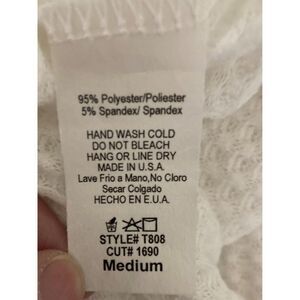 95% Polyester/Poliester
5% Spandex/ Spandex
HAND WASH COLD
DO NOT BLEACH
HANG OR LINE DRY
MADE IN U.S.A.
Lave Frio a Mano,No Cloro
Secar Colgado
HECHO EN E.U.A.
STYLE# T808
CUT# 1690
Medium